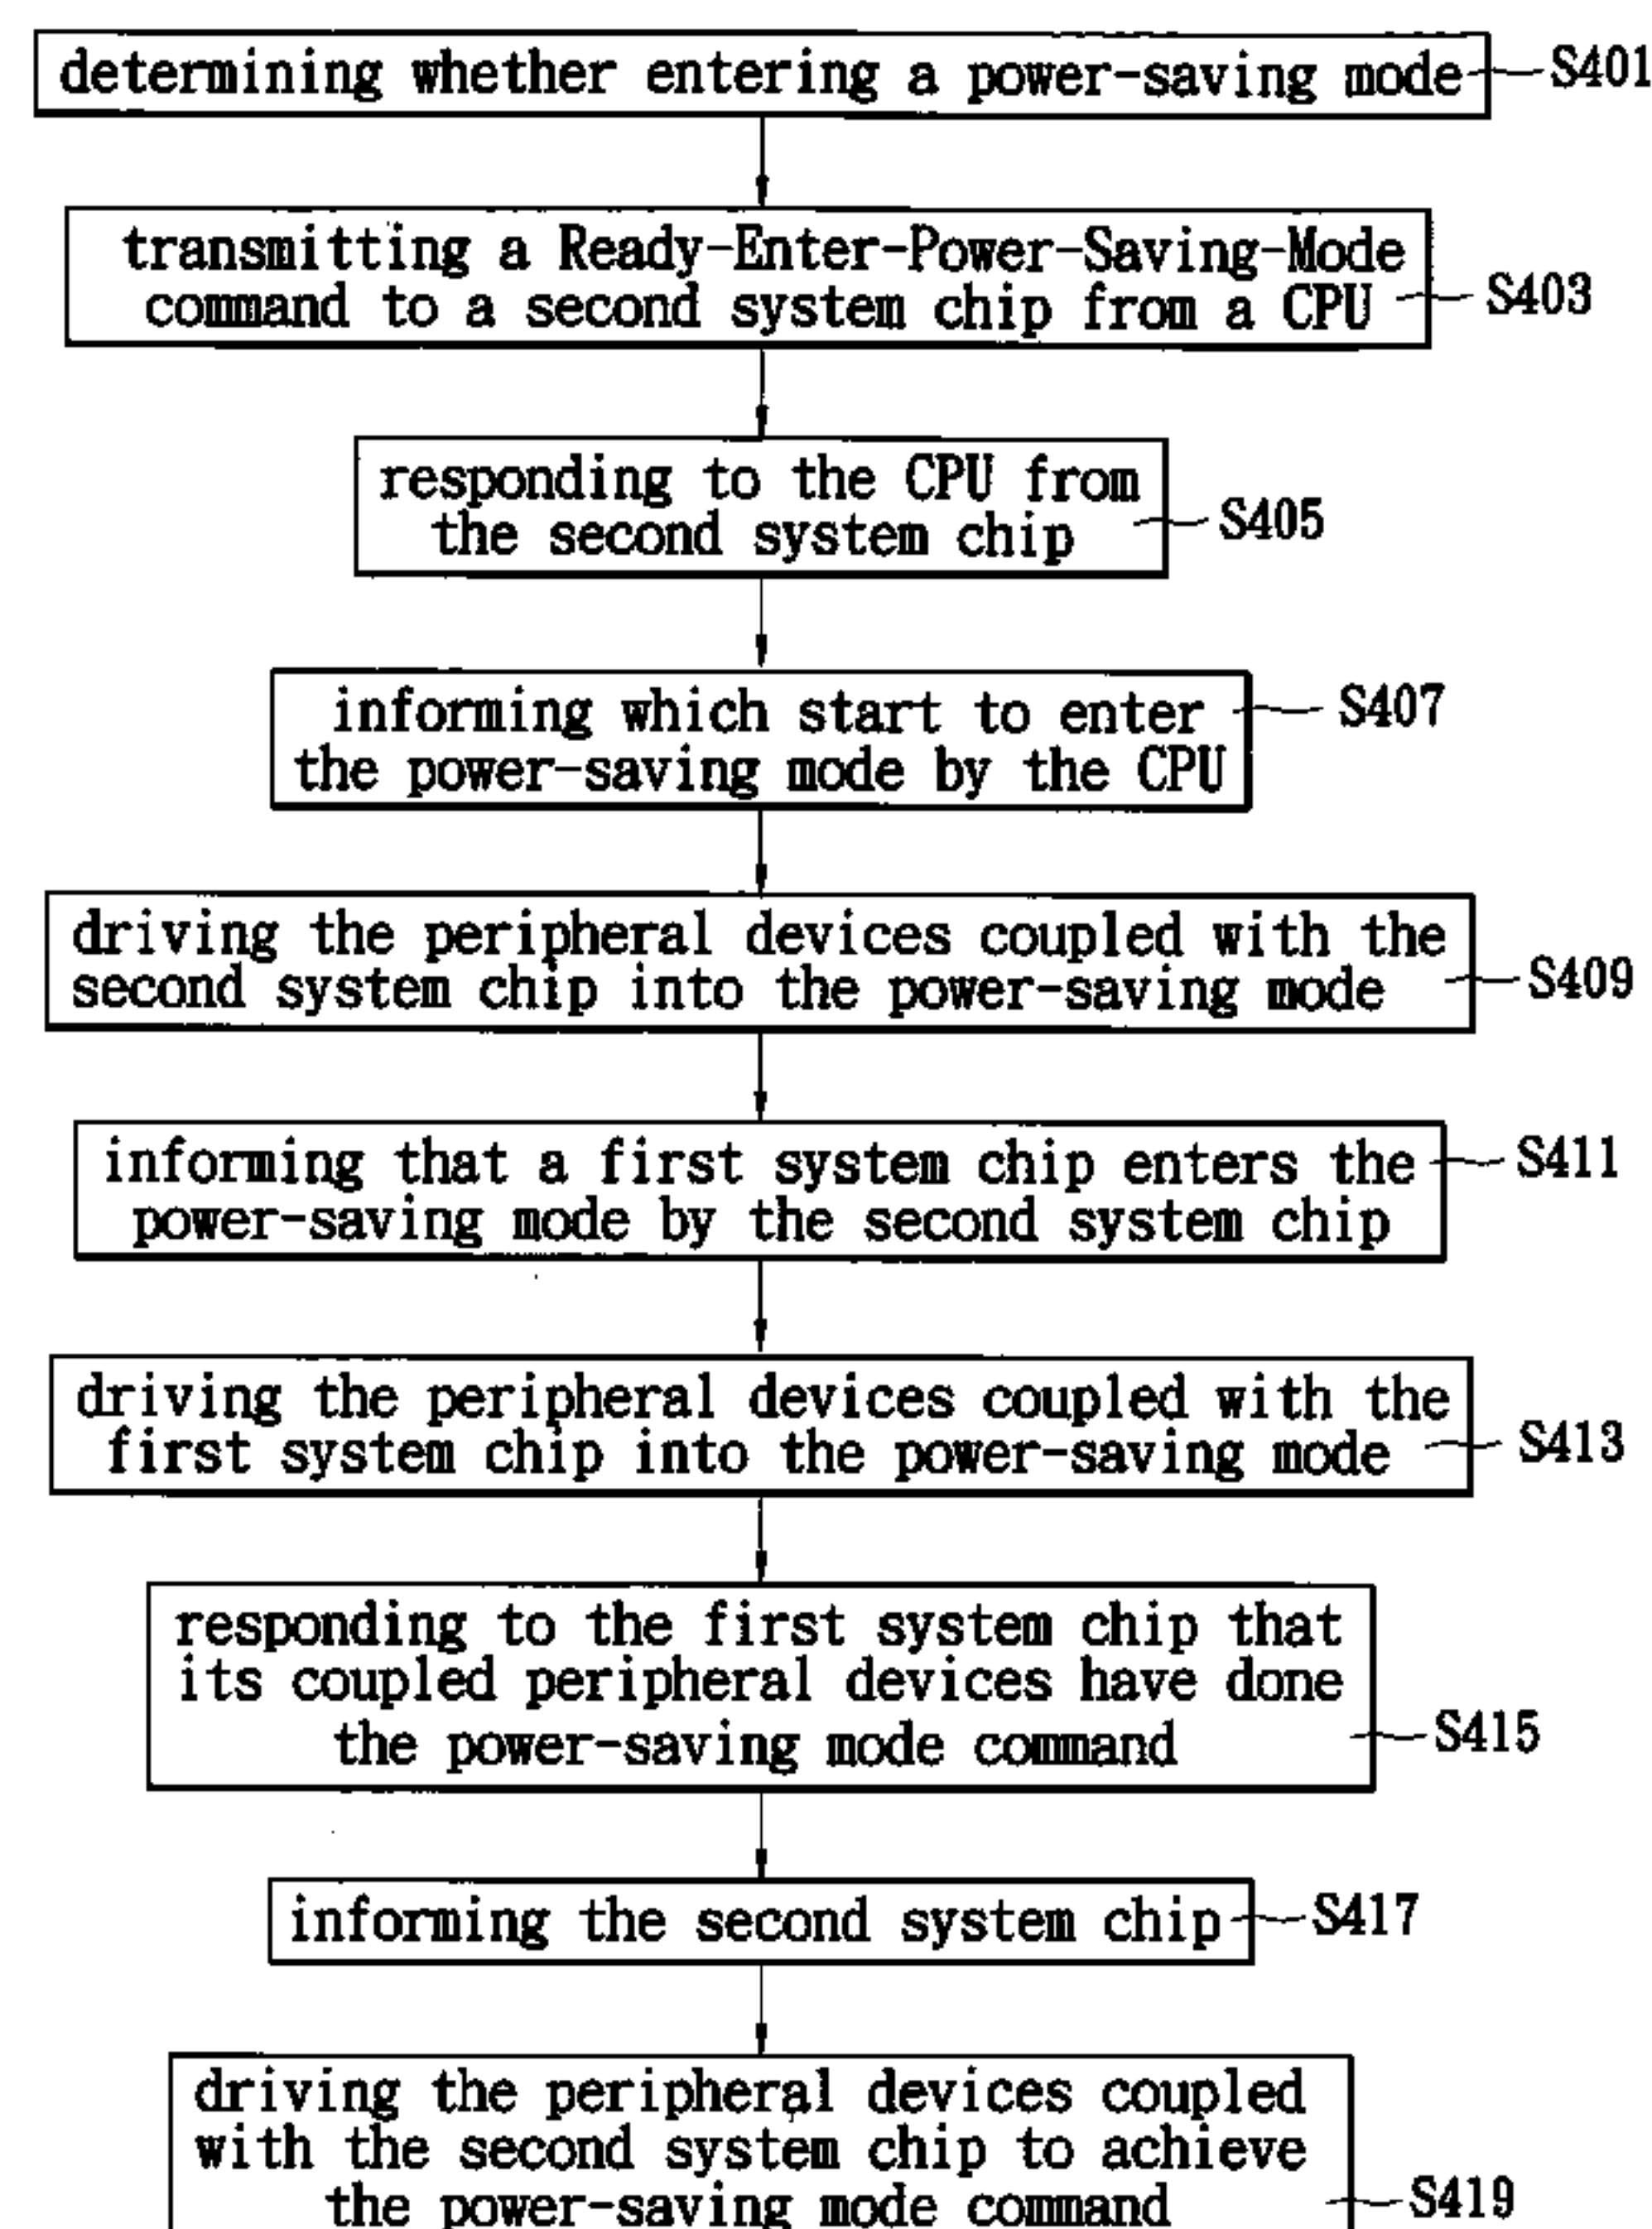 determining whether entering a power-saving mode S401
transmitting a Ready-Enter-Power-Saving-Mode
command to a second system chip from a CPU S403
responding to the CPU from
the second system chip S405
informing which start to enter S407
the power-saving mode by the CPU
driving the peripheral devices coupled with the
second system chip into the power-saving mode S409
informing that a first system chip enters the S411
power-saving mode by the second system chip
driving the peripheral devices coupled with the
first system chip into the power-saving mode S413
responding to the first system chip that
its coupled peripheral devices have done
the power-saving mode command S415
informing the second system chip S417
driving the peripheral devices coupled
with the second system chip to achieve
the power-saving mode command S419